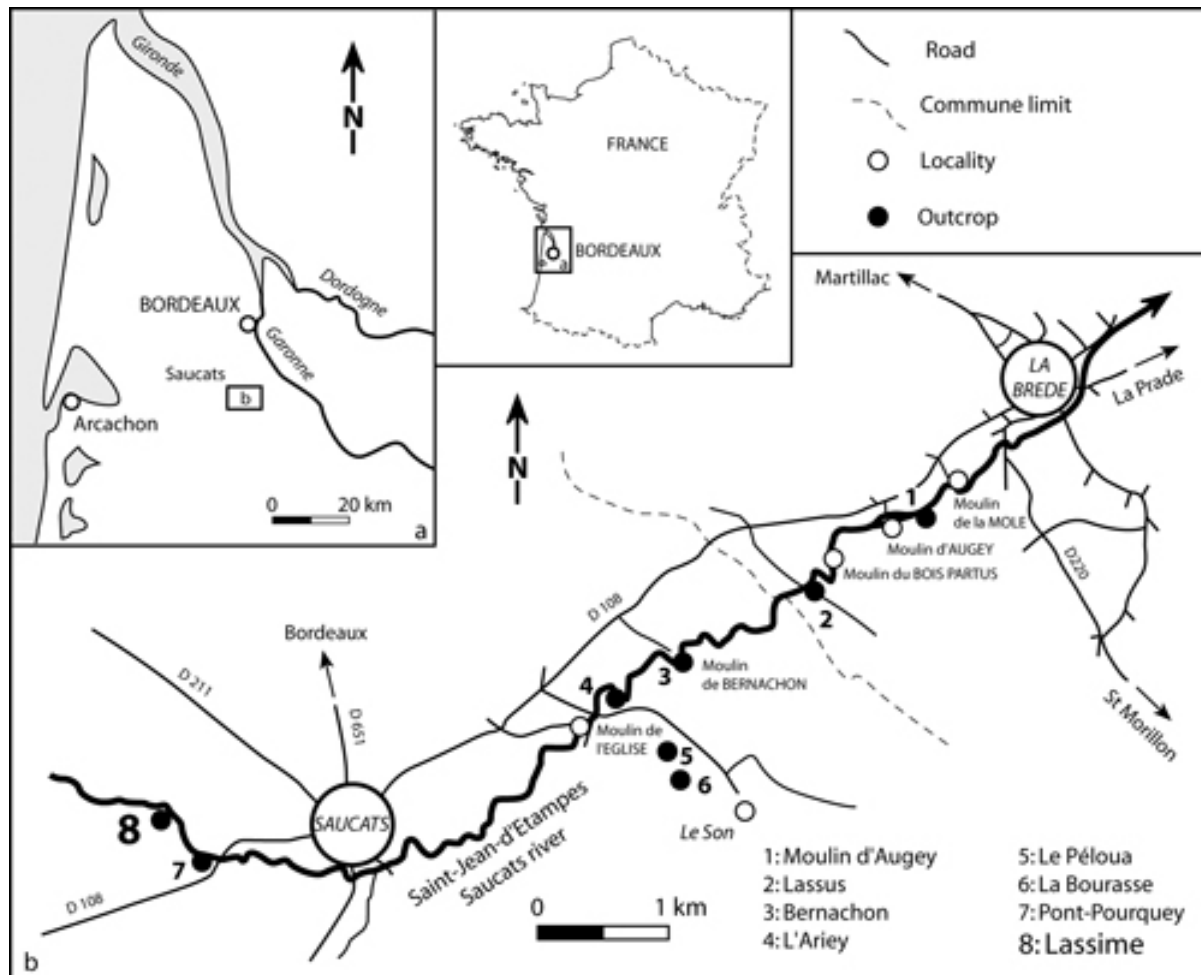 Gironde
N
Dordogne
BORDEAUX
Garonne
Saucats
b
Arcachon
0 20 km
a
FRANCE
a
BORDEAUX
Road
Commune limit
Locality
Outcrop
Martillac
LA
BREDE
La Prade
N
1
Moulin
de la MOLE
Moulin d'AUGEY
Moulin du BOIS PARTUS
D220
2
D 108
Bordeaux
3
Moulin
de BERNACHON
4
D 211
D 651
St Morillon
Moulin de
l'EGLISE
5
6
SAUCATS
Le Son
8
7
Saint-Jean-d'Etampes
Saucats river
D 108
0 1 km
1: Moulin d'Augey
2: Lassus
3: Bernachon
4: L'Ariey
5: Le Péloua
6: La Bourasse
7: Pont-Pourquey
8: Lassime
b